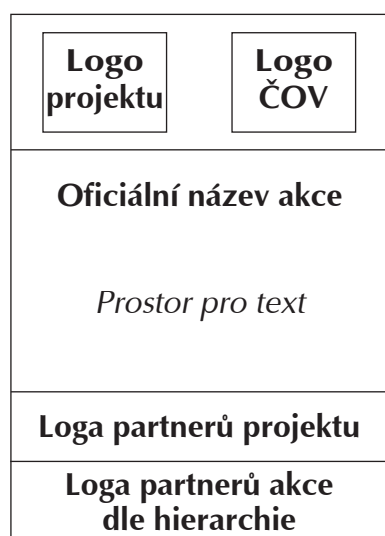 Logo
projektu
Logo
ČOV
Oficiální název akce
Prostor pro text
Loga partnerů projektu
Loga partnerů akce
dle hierarchie